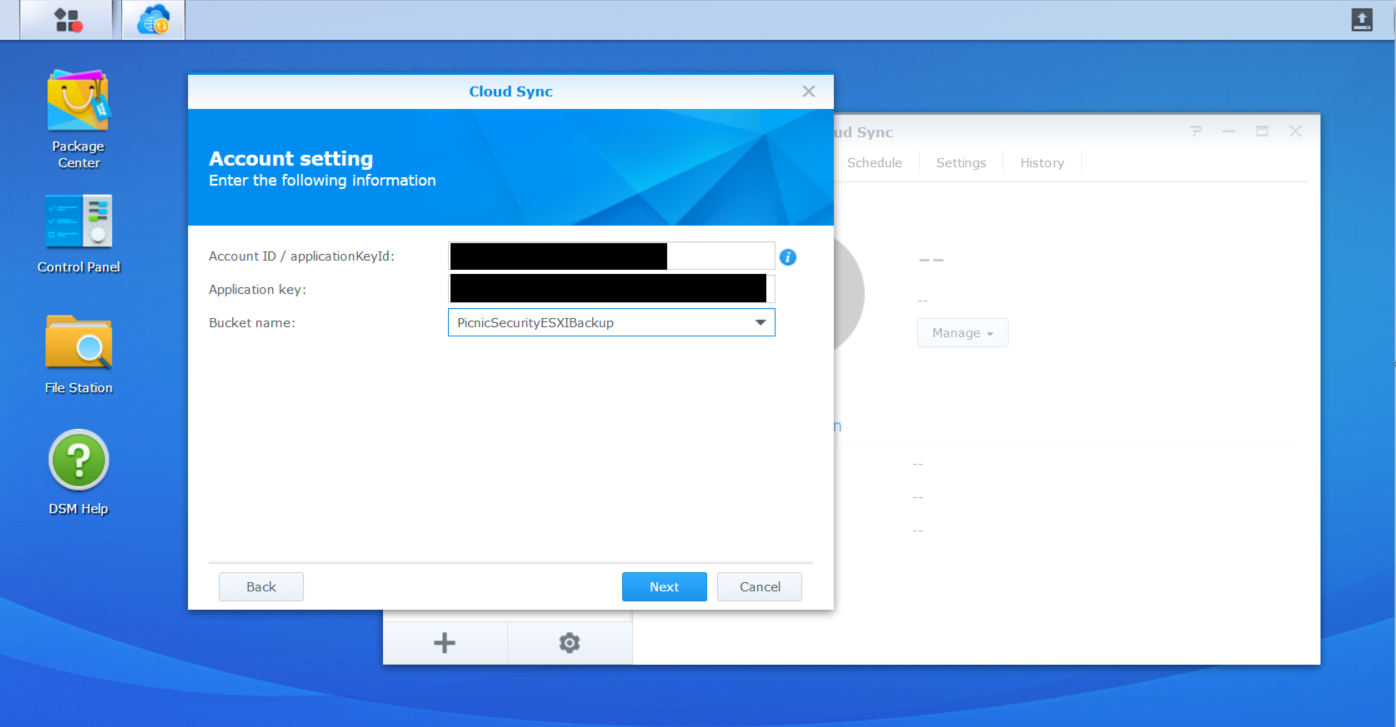 Package
Center
Control Panel
File Station
DSM Help
Cloud Sync
Account setting
Enter the following information
Account ID / applicationKeyId:
Application key:
Bucket name:
PicnicSecurityESXIBackup
Back
Next
Cancel
ud Sync
Schedule
Settings
History
--
--
Manage
n
--
--
--